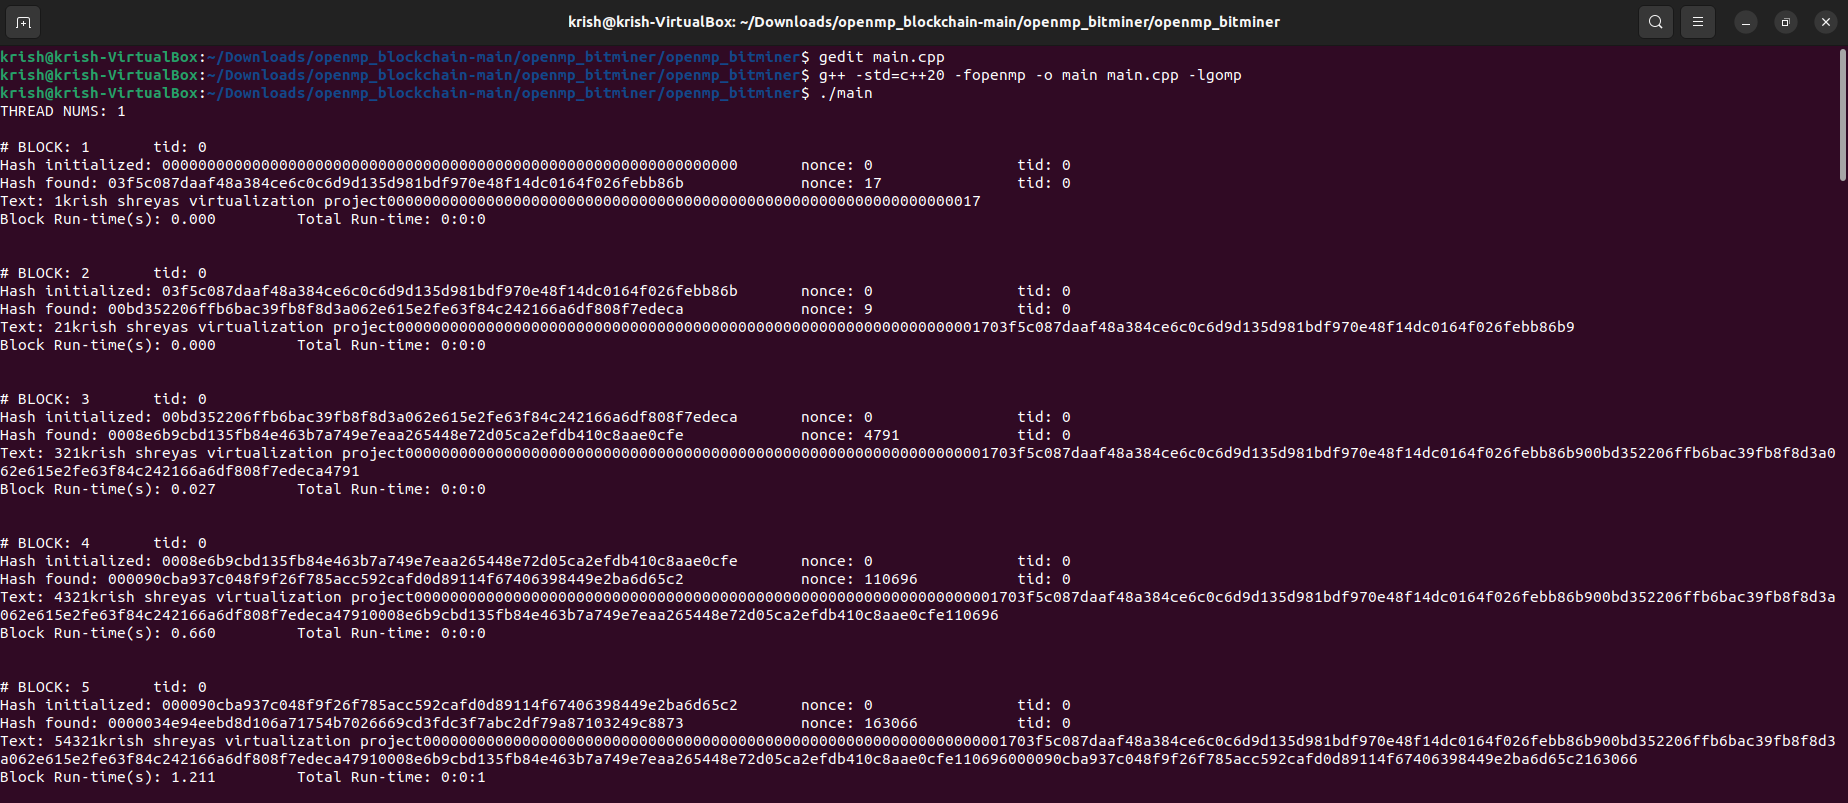 krish@krish-VirtualBox: ~/Downloads/openmp_blockchain-main/openmp_bitminer/openmp_bitminer
krish@krish-VirtualBox:~/Downloads/openmp_blockchain-main/openmp_bitminer/openmp_bitminer$ gedit main.cpp
krish@krish-VirtualBox:~/Downloads/openmp_blockchain-main/openmp_bitminer/openmp_bitminer$ g++ -std=c++20 -fopenmp -o main main.cpp -lgomp
krish@krish-VirtualBox:~/Downloads/openmp_blockchain-main/openmp_bitminer/openmp_bitminer$ ./main
THREAD NUMS: 1
# BLOCK: 1 tid: 0
Hash initialized: 0000000000000000000000000000000000000000000000000000000000000000 nonce: 0 tid: 0
Hash found: 03f5c087daaf48a384ce6c0c6d9d135d981bdf970e48f14dc0164f026febb86b nonce: 17 tid: 0
Text: 1krish shreyas virtualization project000000000000000000000000000000000000000000000000000000000000000017
Block Run-time(s): 0.000 Total Run-time: 0:0:0
# BLOCK: 2 tid: 0
Hash initialized: 03f5c087daaf48a384ce6c0c6d9d135d981bdf970e48f14dc0164f026febb86b nonce: 0 tid: 0
Hash found: 00bd352206ffb6bac39fb8f8d3a062e615e2fe63f84c242166a6df808f7edeca nonce: 9 tid: 0
Text: 21krish shreyas virtualization project00000000000000000000000000000000000000000000000000000000000000001703f5c087daaf48a384ce6c0c6d9d135d981bdf970e48f14dc0164f026febb86b9
Block Run-time(s): 0.000 Total Run-time: 0:0:0
# BLOCK: 3 tid: 0
Hash initialized: 00bd352206ffb6bac39fb8f8d3a062e615e2fe63f84c242166a6df808f7edeca nonce: 0 tid: 0
Hash found: 0008e6b9cbd135fb84e463b7a749e7eaa265448e72d05ca2efdb410c8aae0cfe nonce: 4791 tid: 0
Text: 321krish shreyas virtualization project00000000000000000000000000000000000000000000000000000000000000001703f5c087daaf48a384ce6c0c6d9d135d981bdf970e48f14dc0164f026febb86b900bd352206ffb6bac39fb8f8d3a0
62e615e2fe63f84c242166a6df808f7edeca4791
Block Run-time(s): 0.027 Total Run-time: 0:0:0
# BLOCK: 4 tid: 0
Hash initialized: 0008e6b9cbd135fb84e463b7a749e7eaa265448e72d05ca2efdb410c8aae0cfe nonce: 0 tid: 0
Hash found: 000090cba937c048f9f26f785acc592cafd0d89114f67406398449e2ba6d65c2 nonce: 110696 tid: 0
Text: 4321krish shreyas virtualization project00000000000000000000000000000000000000000000000000000000000000001703f5c087daaf48a384ce6c0c6d9d135d981bdf970e48f14dc0164f026febb86b900bd352206ffb6bac39fb8f8d3a
062e615e2fe63f84c242166a6df808f7edeca47910008e6b9cbd135fb84e463b7a749e7eaa265448e72d05ca2efdb410c8aae0cfe110696
Block Run-time(s): 0.660 Total Run-time: 0:0:0
# BLOCK: 5 tid: 0
Hash initialized: 000090cba937c048f9f26f785acc592cafd0d89114f67406398449e2ba6d65c2 nonce: 0 tid: 0
Hash found: 0000034e94eebd8d106a71754b7026669cd3fdc3f7abc2df79a87103249c8873 nonce: 163066 tid: 0
Text: 54321krish shreyas virtualization project00000000000000000000000000000000000000000000000000000000000000001703f5c087daaf48a384ce6c0c6d9d135d981bdf970e48f14dc0164f026febb86b900bd352206ffb6bac39fb8f8d3
a062e615e2fe63f84c242166a6df808f7edeca47910008e6b9cbd135fb84e463b7a749e7eaa265448e72d05ca2efdb410c8aae0cfe110696000090cba937c048f9f26f785acc592cafd0d89114f67406398449e2ba6d65c2163066
Block Run-time(s): 1.211 Total Run-time: 0:0:1